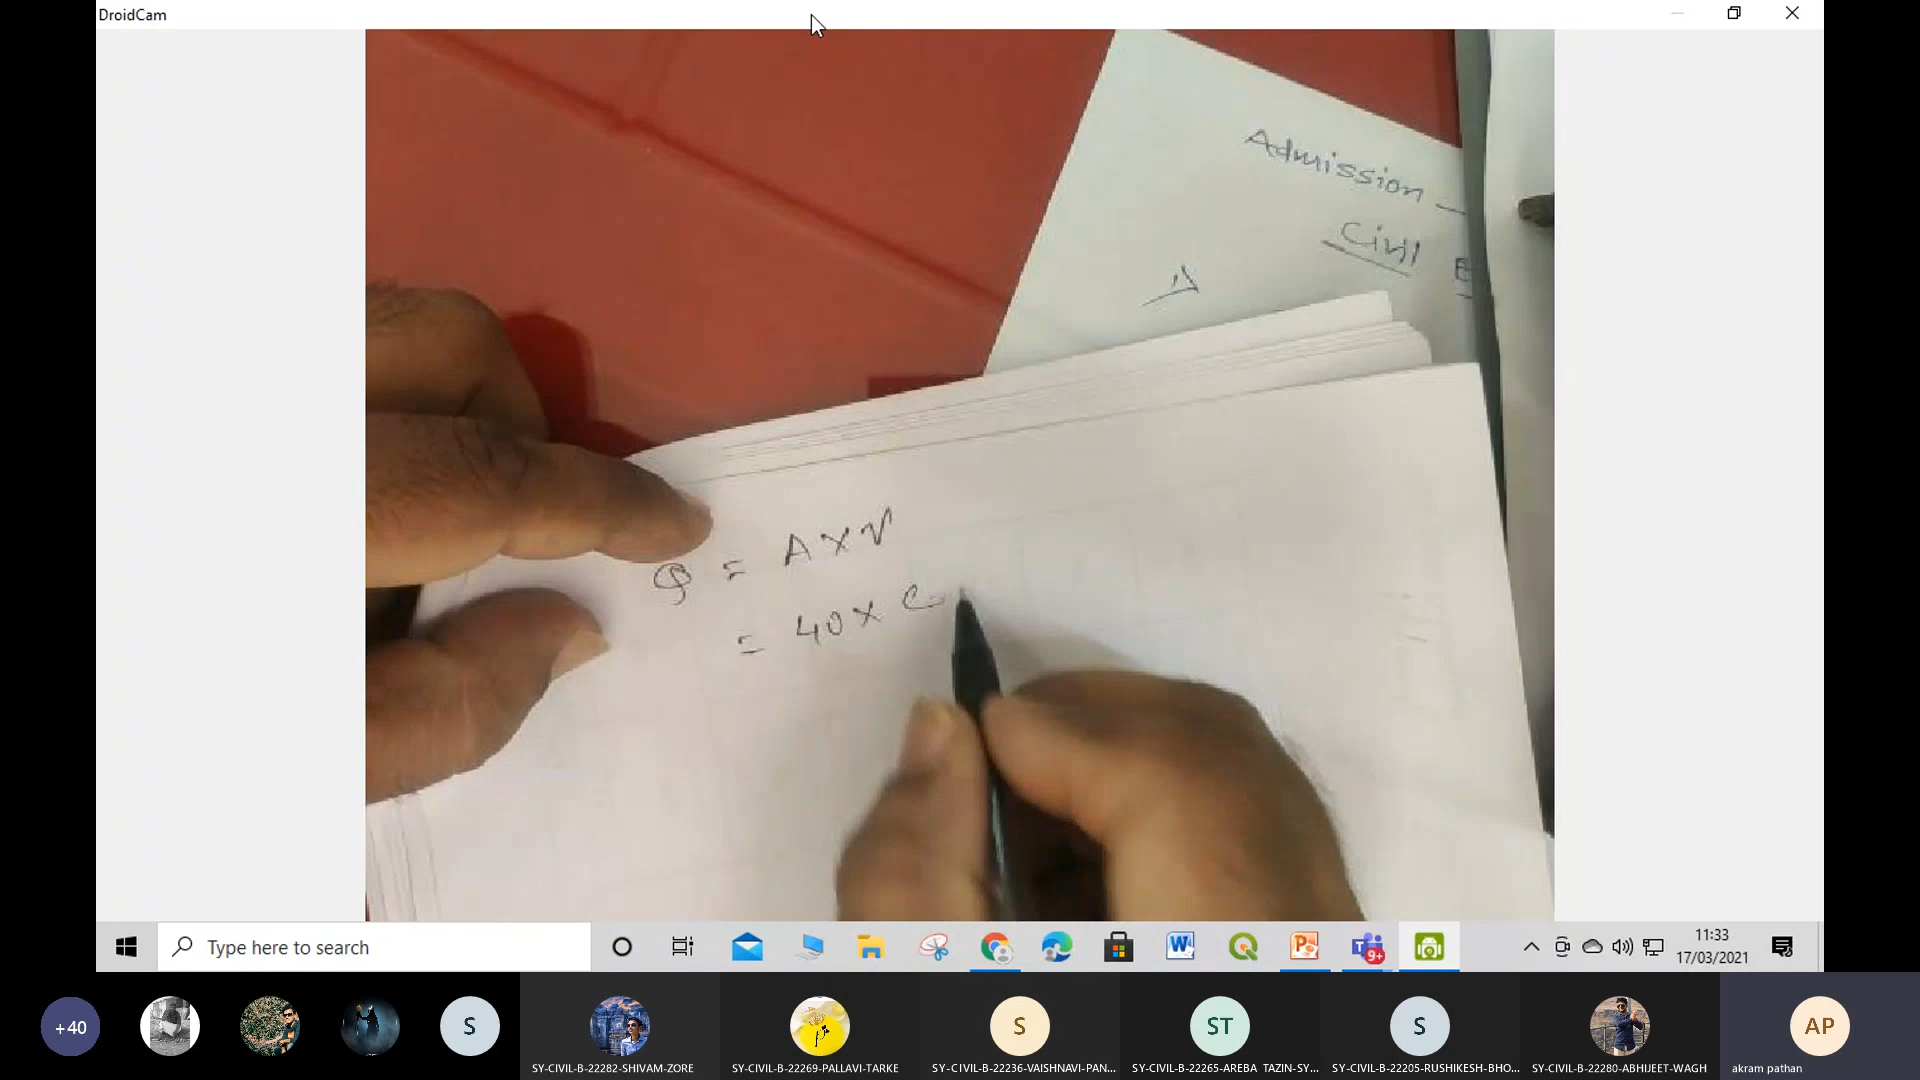 DroidCam
Admission -
Civil
E
Q = A x V
= 40 x C
Type here to search
9+
11:33
17/03/2021
+40
S
S
ST
S
AP
SY-CIVIL-B-22282-SHIVAM-ZORE
SY-CIVIL-B-22269-PALLAVI-TARKE
SY-CIVIL-B-22236-VAISHNAVI-PAN...
SY-CIVIL-B-22265-AREBA TAZIN-SY...
SY-CIVIL-B-22205-RUSHIKESH-BHO...
SY-CIVIL-B-22280-ABHIJEET-WAGH
akram pathan